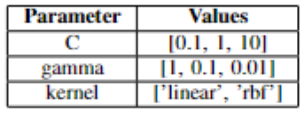 Parameter Values
C [0.1, 1, 10]
gamma [1, 0.1, 0.01]
kernel ['linear', 'rbf']